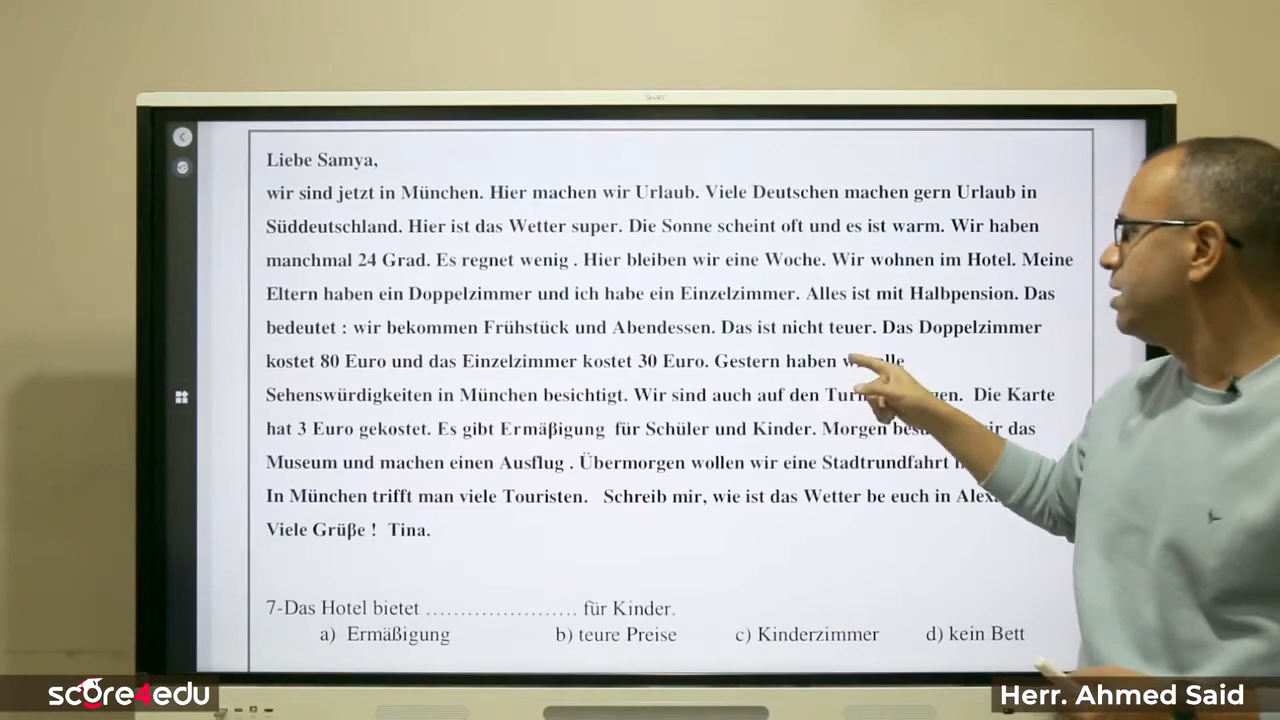 Liebe Samya,
wir sind jetzt in München. Hier machen wir Urlaub. Viele Deutschen machen gern Urlaub in
Süddeutschland. Hier ist das Wetter super. Die Sonne scheint oft und es ist warm. Wir haben
manchmal 24 Grad. Es regnet wenig . Hier bleiben wir eine Woche. Wir wohnen im Hotel. Meine
Eltern haben ein Doppelzimmer und ich habe ein Einzelzimmer. Alles ist mit Halbpension. Das
bedeutet : wir bekommen Frühstück und Abendessen. Das ist nicht teuer. Das Doppelzimmer
kostet 80 Euro und das Einzelzimmer kostet 30 Euro. Gestern haben
Sehenswürdigkeiten in München besichtigt. Wir sind auch auf den Die Karte
hat 3 Euro gekostet. Es gibt Ermäβigung für Schüler und Kinder. Morgen das
Museum und machen einen Ausflug . Übermorgen wollen wir eine Stadtrundfahrt
In München trifft man viele Touristen. Schreib mir, wie ist das Wetter be euch in
Viele Grüβe ! Tina.
7-Das Hotel bietet ...................... für Kinder.
a) Ermäßigung b) teure Preise c) Kinderzimmer d) kein Bett
score4edu
Herr. Ahmed Said